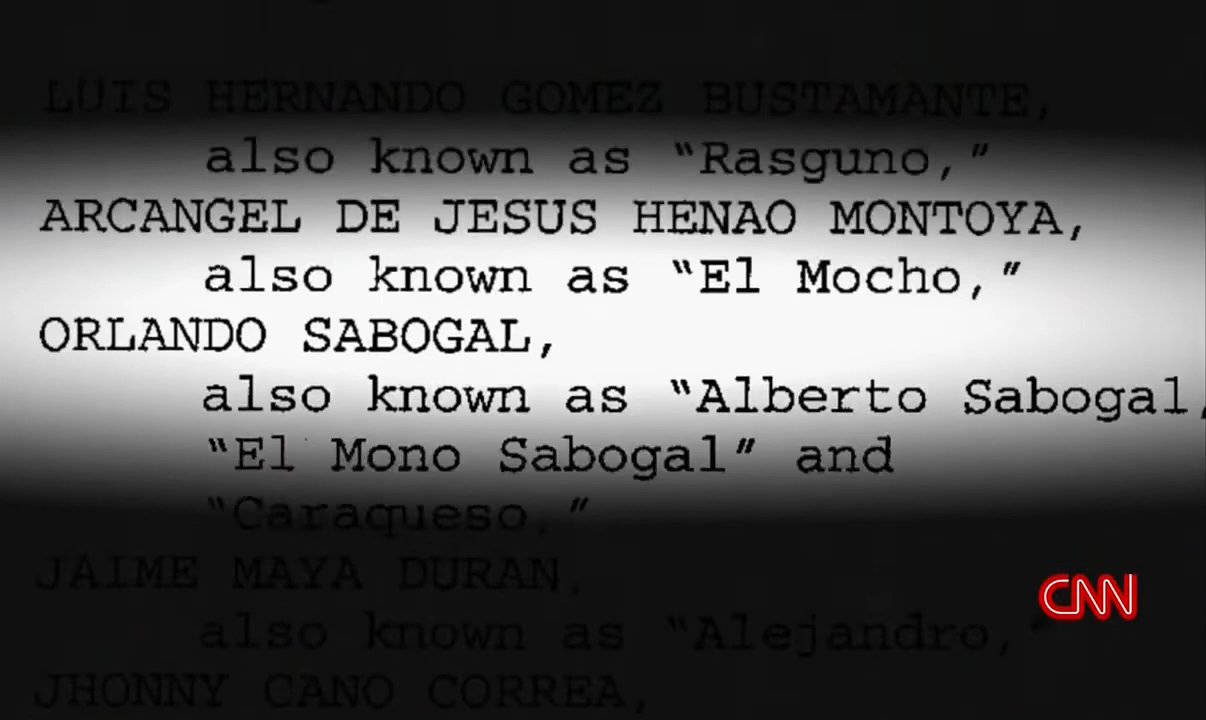 LUIS HERNANDO GOMEZ BUSTAMANTE,
also known as “Rasguno,”
ARCANGEL DE JESUS HENAO MONTOYA,
also known as “El Mocho,”
ORLANDO SABOGAL,
also known as “Alberto Sabogal,
“El Mono Sabogal” and
“Caraqueso,”
JAIME MAYA DURAN,
also known as “Alejandro,”
JHONNY CANO CORREA,
CNN